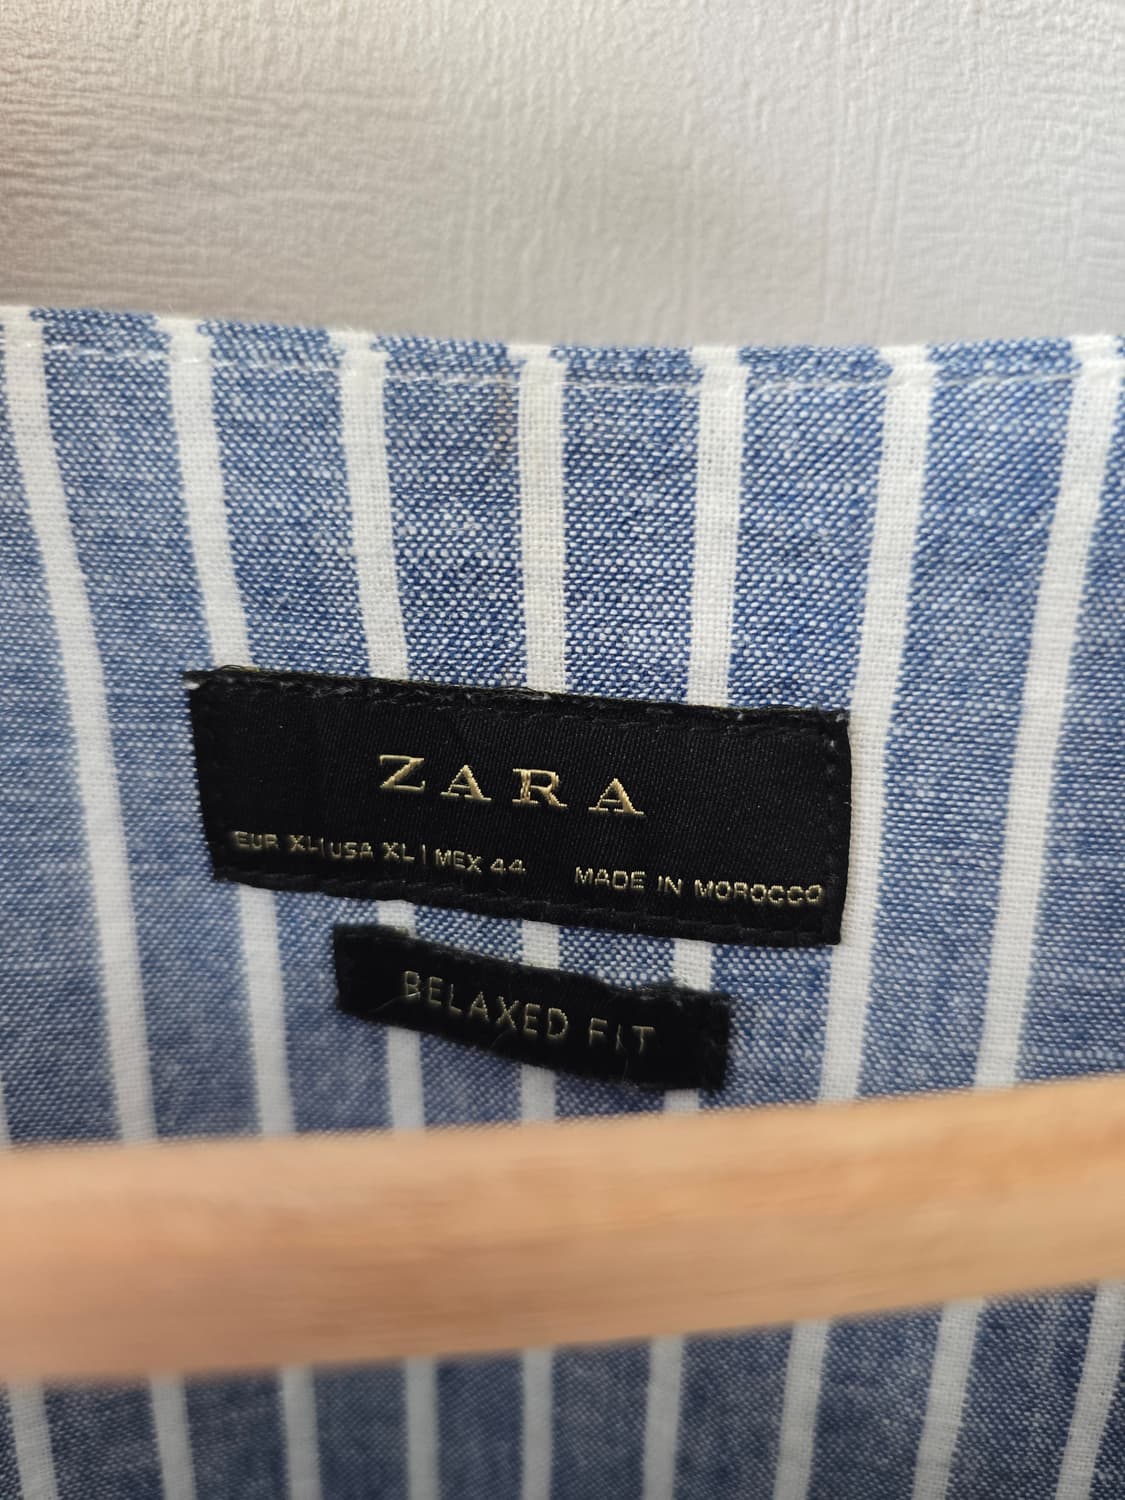 ZARA
EUR XL | USA XL | MEX 44 MADE IN MOROCCO
RELAXED FIT